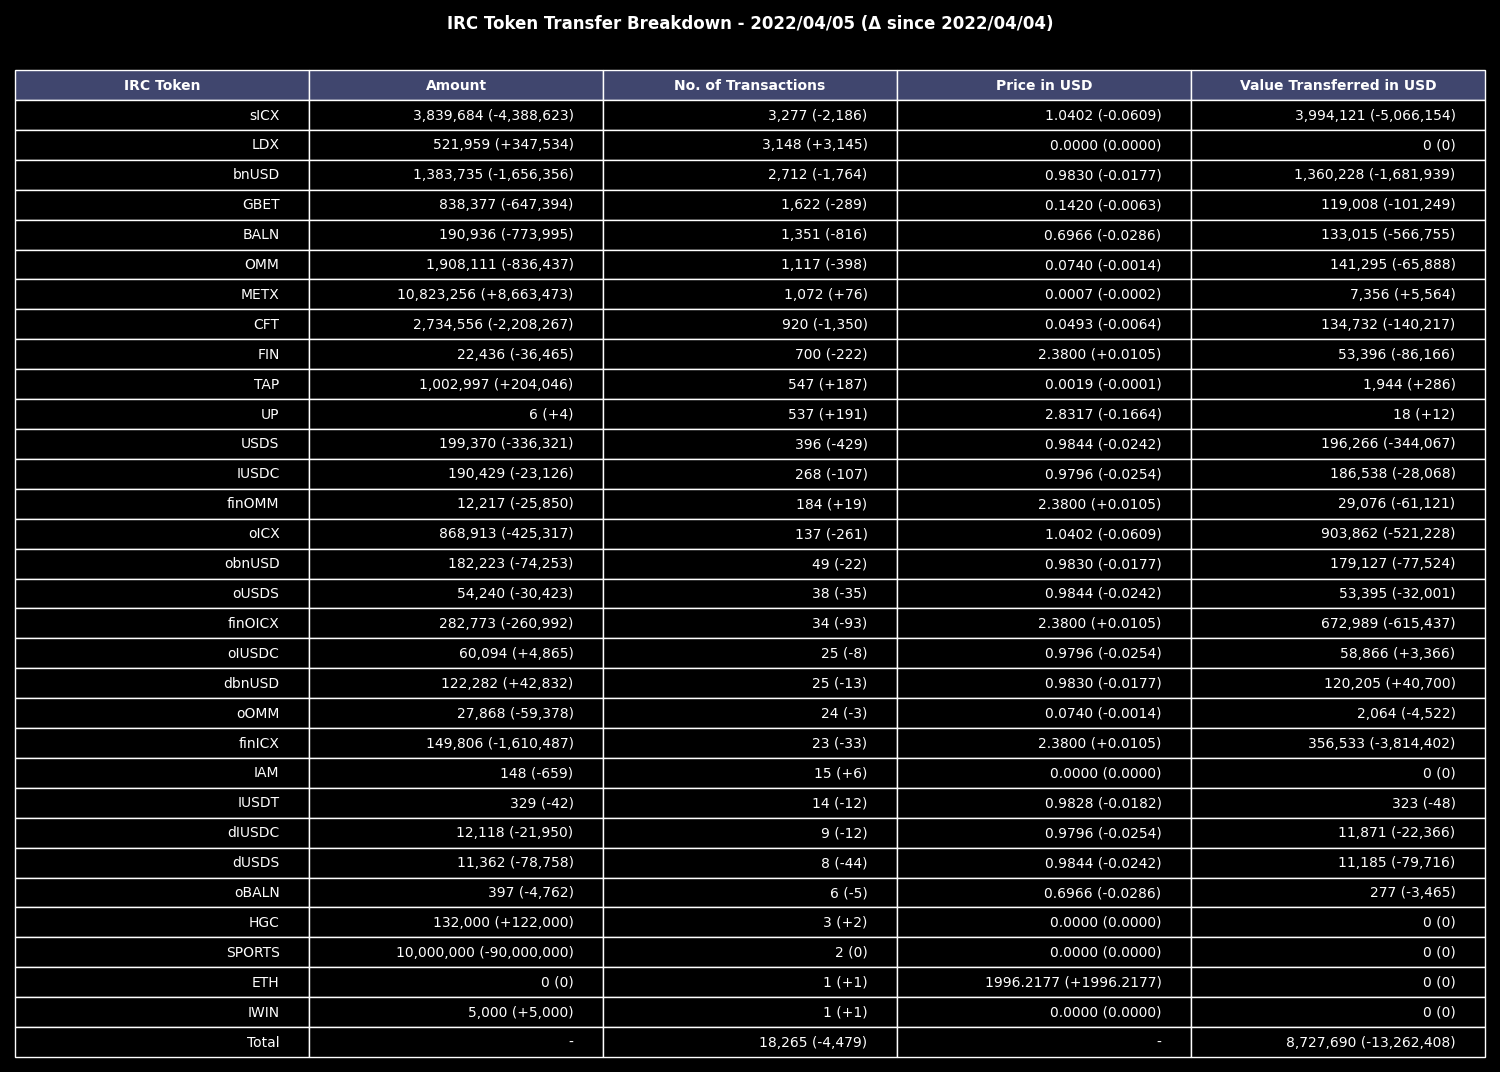 IRC Token Transfer Breakdown - 2022/04/05 (Δ since 2022/04/04)
IRC Token Amount No. of Transactions Price in USD Value Transferred in USD
sICX 3,839,684 (-4,388,623) 3,277 (-2,186) 1.0402 (-0.0609) 3,994,121 (-5,066,154)
LDX 521,959 (+347,534) 3,148 (+3,145) 0.0000 (0.0000) 0 (0)
bnUSD 1,383,735 (-1,656,356) 2,712 (-1,764) 0.9830 (-0.0177) 1,360,228 (-1,681,939)
GBET 838,377 (-647,394) 1,622 (-289) 0.1420 (-0.0063) 119,008 (-101,249)
BALN 190,936 (-773,995) 1,351 (-816) 0.6966 (-0.0286) 133,015 (-566,755)
OMM 1,908,111 (-836,437) 1,117 (-398) 0.0740 (-0.0014) 141,295 (-65,888)
METX 10,823,256 (+8,663,473) 1,072 (+76) 0.0007 (-0.0002) 7,356 (+5,564)
CFT 2,734,556 (-2,208,267) 920 (-1,350) 0.0493 (-0.0064) 134,732 (-140,217)
FIN 22,436 (-36,465) 700 (-222) 2.3800 (+0.0105) 53,396 (-86,166)
TAP 1,002,997 (+204,046) 547 (+187) 0.0019 (-0.0001) 1,944 (+286)
UP 6 (+4) 537 (+191) 2.8317 (-0.1664) 18 (+12)
USDS 199,370 (-336,321) 396 (-429) 0.9844 (-0.0242) 196,266 (-344,067)
IUSDC 190,429 (-23,126) 268 (-107) 0.9796 (-0.0254) 186,538 (-28,068)
finOMM 12,217 (-25,850) 184 (+19) 2.3800 (+0.0105) 29,076 (-61,121)
oICX 868,913 (-425,317) 137 (-261) 1.0402 (-0.0609) 903,862 (-521,228)
obnUSD 182,223 (-74,253) 49 (-22) 0.9830 (-0.0177) 179,127 (-77,524)
oUSDS 54,240 (-30,423) 38 (-35) 0.9844 (-0.0242) 53,395 (-32,001)
finOICX 282,773 (-260,992) 34 (-93) 2.3800 (+0.0105) 672,989 (-615,437)
oIUSDC 60,094 (+4,865) 25 (-8) 0.9796 (-0.0254) 58,866 (+3,366)
dbnUSD 122,282 (+42,832) 25 (-13) 0.9830 (-0.0177) 120,205 (+40,700)
oOMM 27,868 (-59,378) 24 (-3) 0.0740 (-0.0014) 2,064 (-4,522)
finICX 149,806 (-1,610,487) 23 (-33) 2.3800 (+0.0105) 356,533 (-3,814,402)
IAM 148 (-659) 15 (+6) 0.0000 (0.0000) 0 (0)
IUSDT 329 (-42) 14 (-12) 0.9828 (-0.0182) 323 (-48)
dIUSDC 12,118 (-21,950) 9 (-12) 0.9796 (-0.0254) 11,871 (-22,366)
dUSDS 11,362 (-78,758) 8 (-44) 0.9844 (-0.0242) 11,185 (-79,716)
oBALN 397 (-4,762) 6 (-5) 0.6966 (-0.0286) 277 (-3,465)
HGC 132,000 (+122,000) 3 (+2) 0.0000 (0.0000) 0 (0)
SPORTS 10,000,000 (-90,000,000) 2 (0) 0.0000 (0.0000) 0 (0)
ETH 0 (0) 1 (+1) 1996.2177 (+1996.2177) 0 (0)
IWIN 5,000 (+5,000) 1 (+1) 0.0000 (0.0000) 0 (0)
Total - 18,265 (-4,479) - 8,727,690 (-13,262,408)